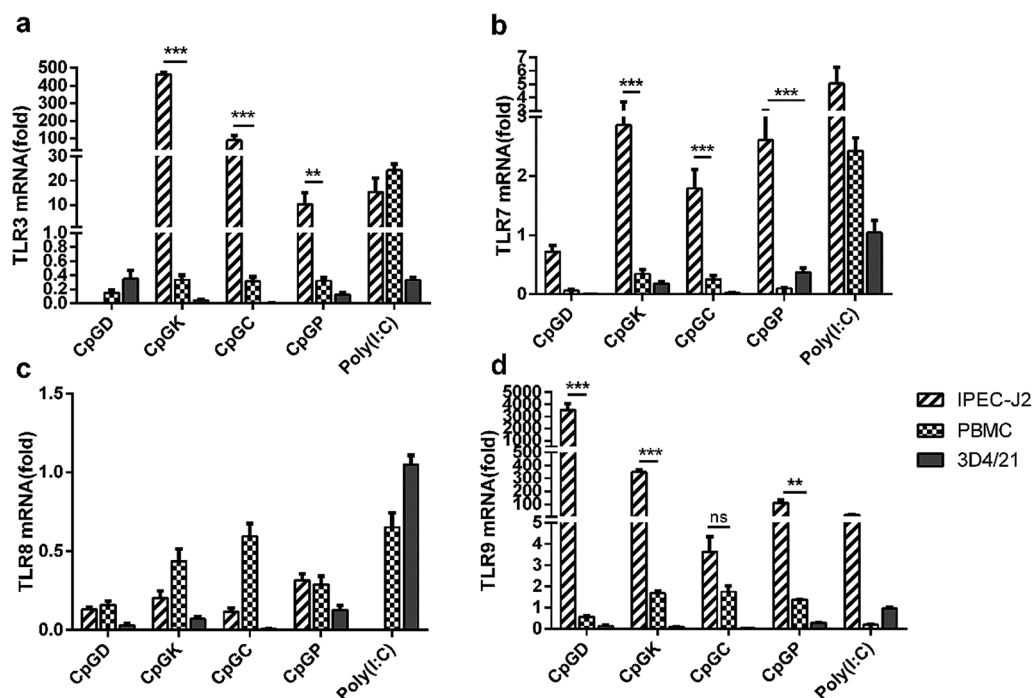 a
TLR3 mRNA(fold)
500
400
300
200
100
30
20
10
1.0
0.8
0.6
0.4
0.2
0.0
***
***
**
CpGD
CpGK
CpGC
CpGP
Poly(I:C)
b
TLR7 mRNA(fold)
7
6
5
4
3
2
1
0
***
***
***
CpGD
CpGK
CpGC
CpGP
Poly(I:C)
c
TLR8 mRNA(fold)
1.5
1.0
0.5
0.0
CpGD
CpGK
CpGC
CpGP
Poly(I:C)
d
TLR9 mRNA(fold)
5000
4000
3000
2000
500
400
300
200
100
5
4
3
2
1
0
***
***
ns
**
CpGD
CpGK
CpGC
CpGP
Poly(I:C)
IPEC-J2
PBMC
3D4/21